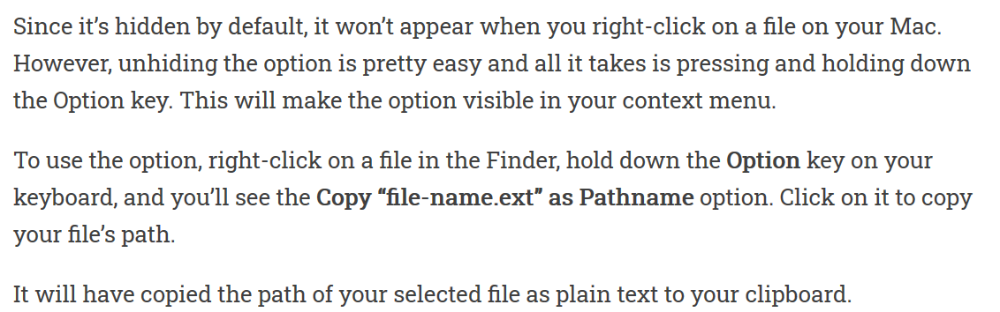 Since it’s hidden by default, it won’t appear when you right-click on a file on your Mac.
However, unhiding the option is pretty easy and all it takes is pressing and holding down
the Option key. This will make the option visible in your context menu.
To use the option, right-click on a file in the Finder, hold down the Option key on your
keyboard, and you’ll see the Copy “file-name.ext” as Pathname option. Click on it to copy
your file’s path.
It will have copied the path of your selected file as plain text to your clipboard.